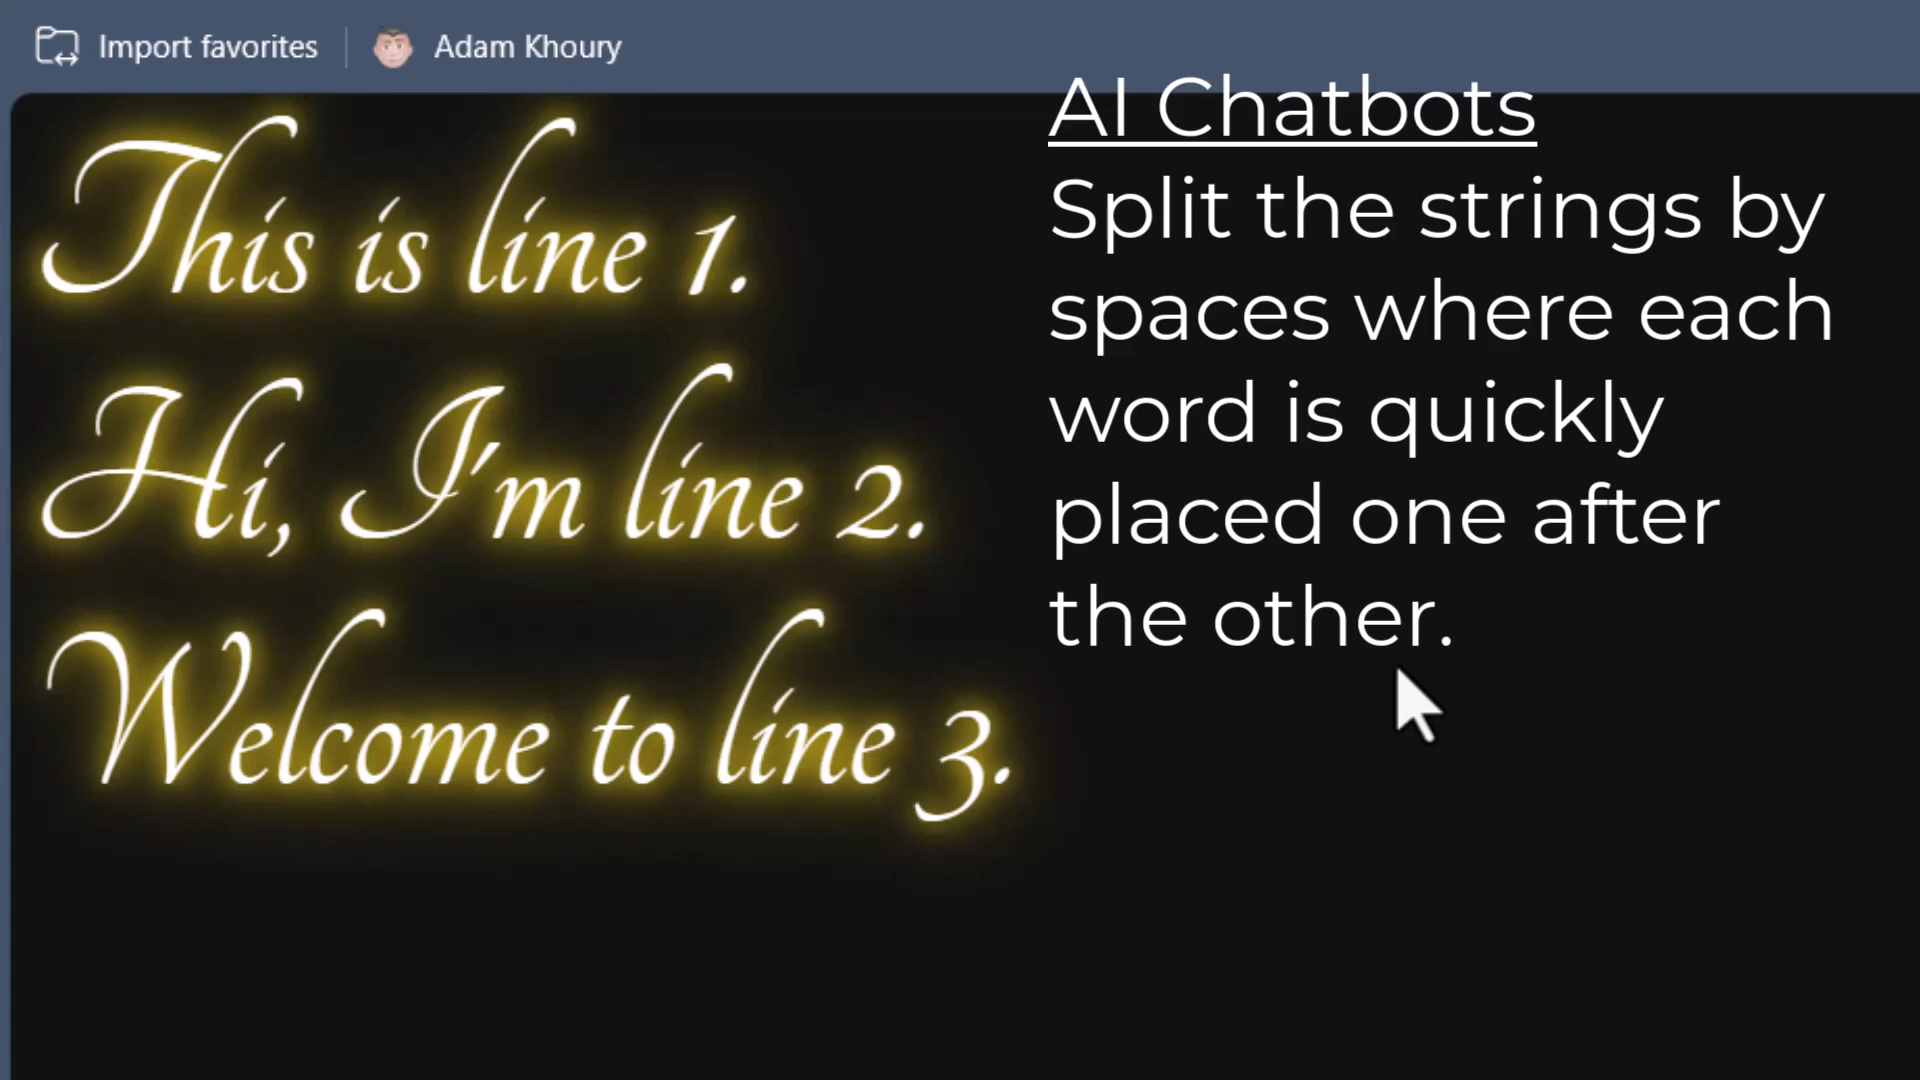 Import favorites
Adam Khoury
This is line 1.
Hi, I'm line 2.
Welcome to line 3.
AI Chatbots
Split the strings by
spaces where each
word is quickly
placed one after
the other.